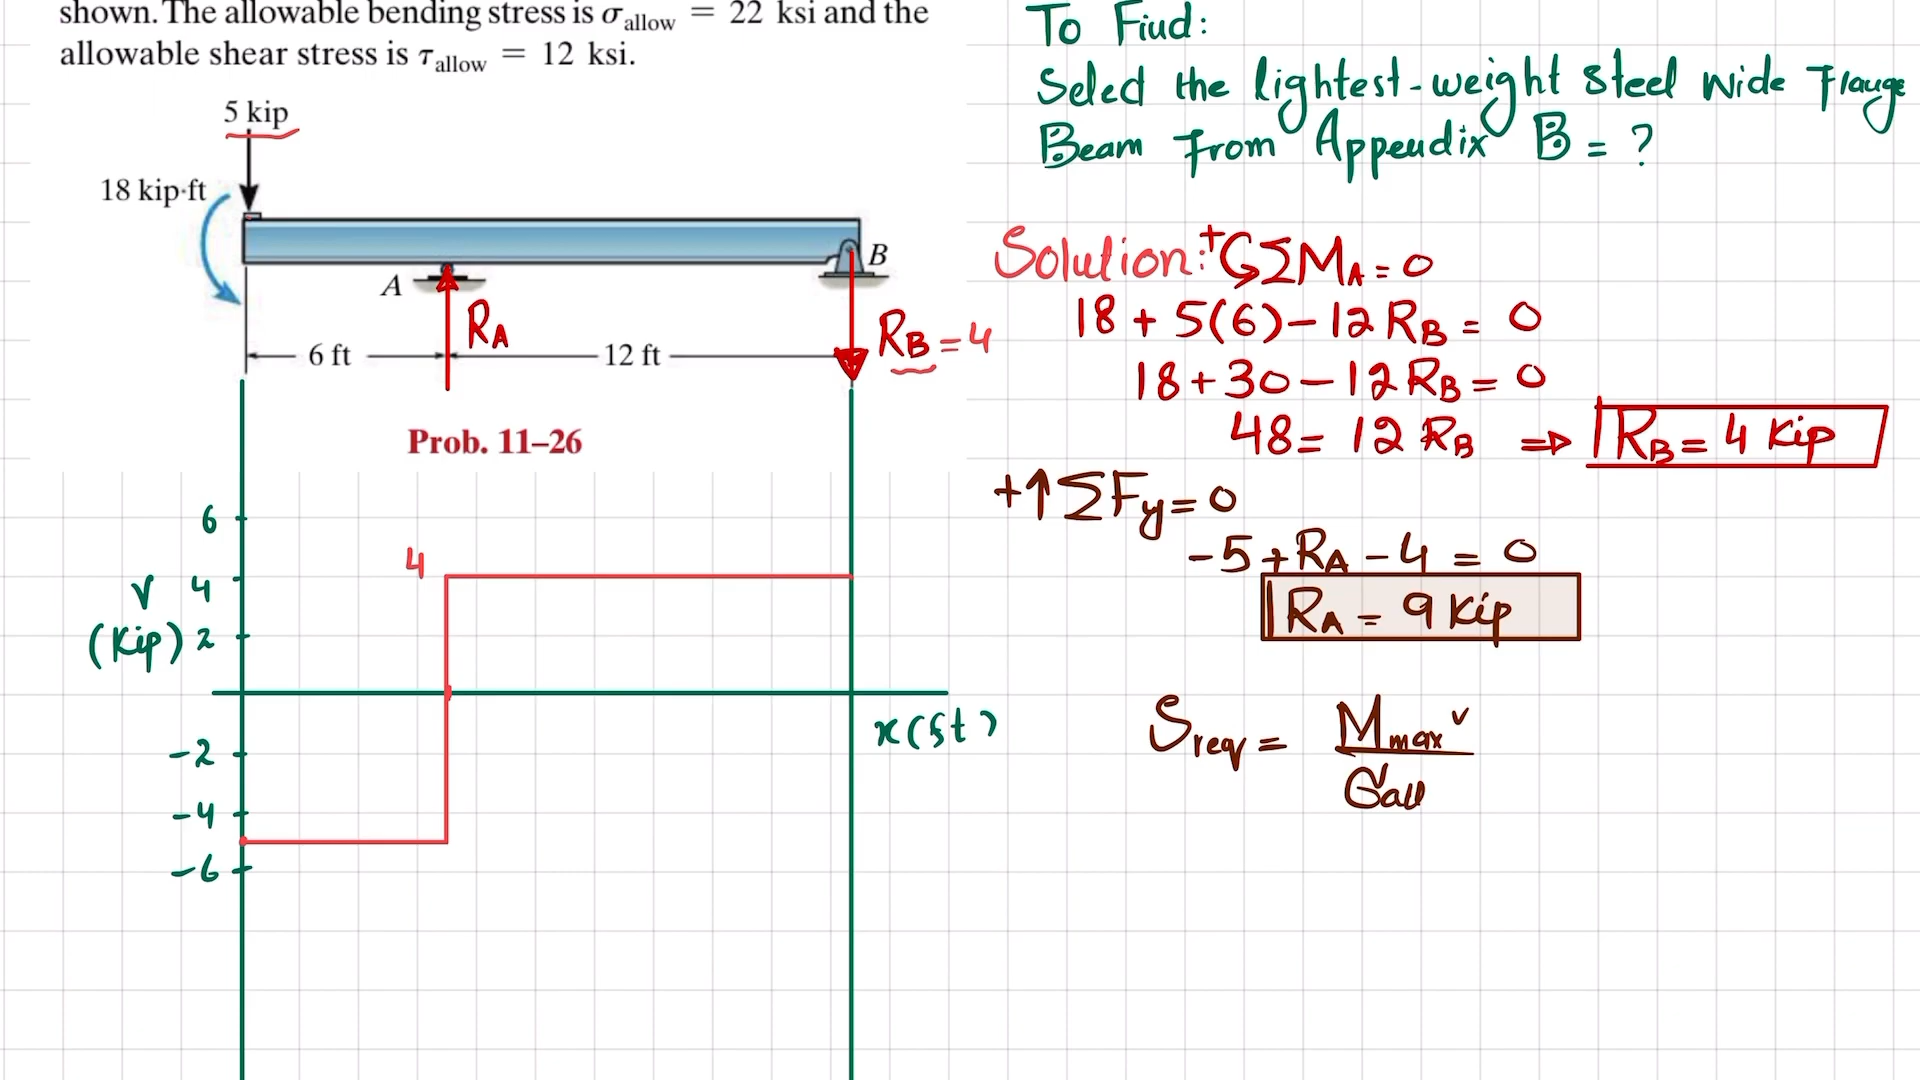 shown. The allowable bending stress is σallow = 22 ksi and the
allowable shear stress is τallow = 12 ksi.
5 kip
18 kip·ft
A
B
RA
RB = 4
6 ft
12 ft
Prob. 11–26
6
4
V 4
(Kip) 2
-2
-4
-6
x(ft)
To Find:
Select the lightest-weight Steel Wide Flange
Beam From Appendix B = ?
Solution: +↺ΣMA = 0
18 + 5(6) - 12 RB = 0
18 + 30 - 12 RB = 0
48 = 12 RB ⇒ RB = 4 Kip
+↑ΣFy = 0
-5 + RA - 4 = 0
RA = 9 Kip
Sreq = Mmax ✓
σall